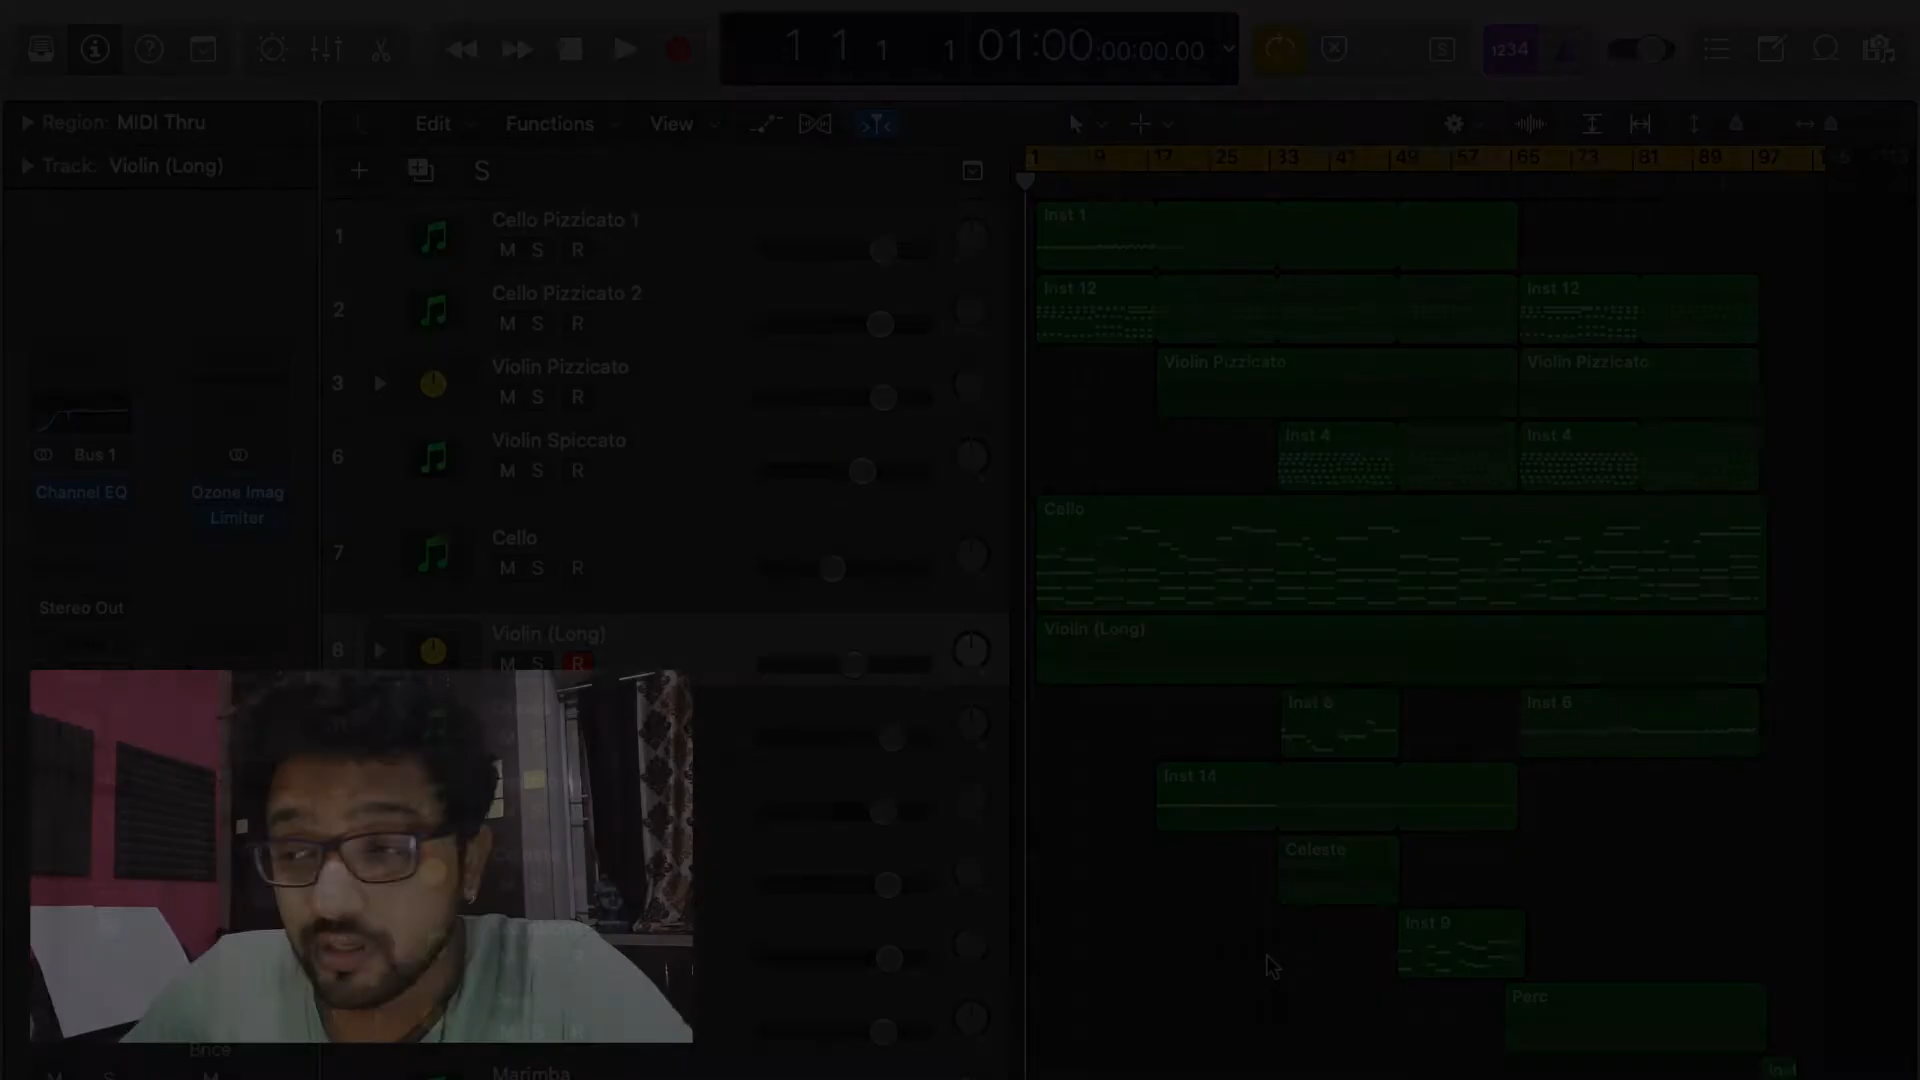 1 1 1 1 01:00:00:00.00
S
1234
Region: MIDI Thru
Edit
Functions
View
Track: Violin (Long)
S
1 9 17 25 33 41 49 57 65 73 81 89 97
1
Cello Pizzicato 1
M S R
Inst 1
2
Cello Pizzicato 2
M S R
Inst 12
Inst 12
3
Violin Pizzicato
M S R
Violin Pizzicato
Violin Pizzicato
6
Violin Spiccato
M S R
Inst 4
Inst 4
Bus 1
Channel EQ
Ozone Imag
Limiter
7
Cello
M S R
Cello
Stereo Out
8
Violin (Long)
M S R
Violin (Long)
Inst 6
Inst 14
Celeste
Inst 9
Perc
Bnce
M S M
Marimba